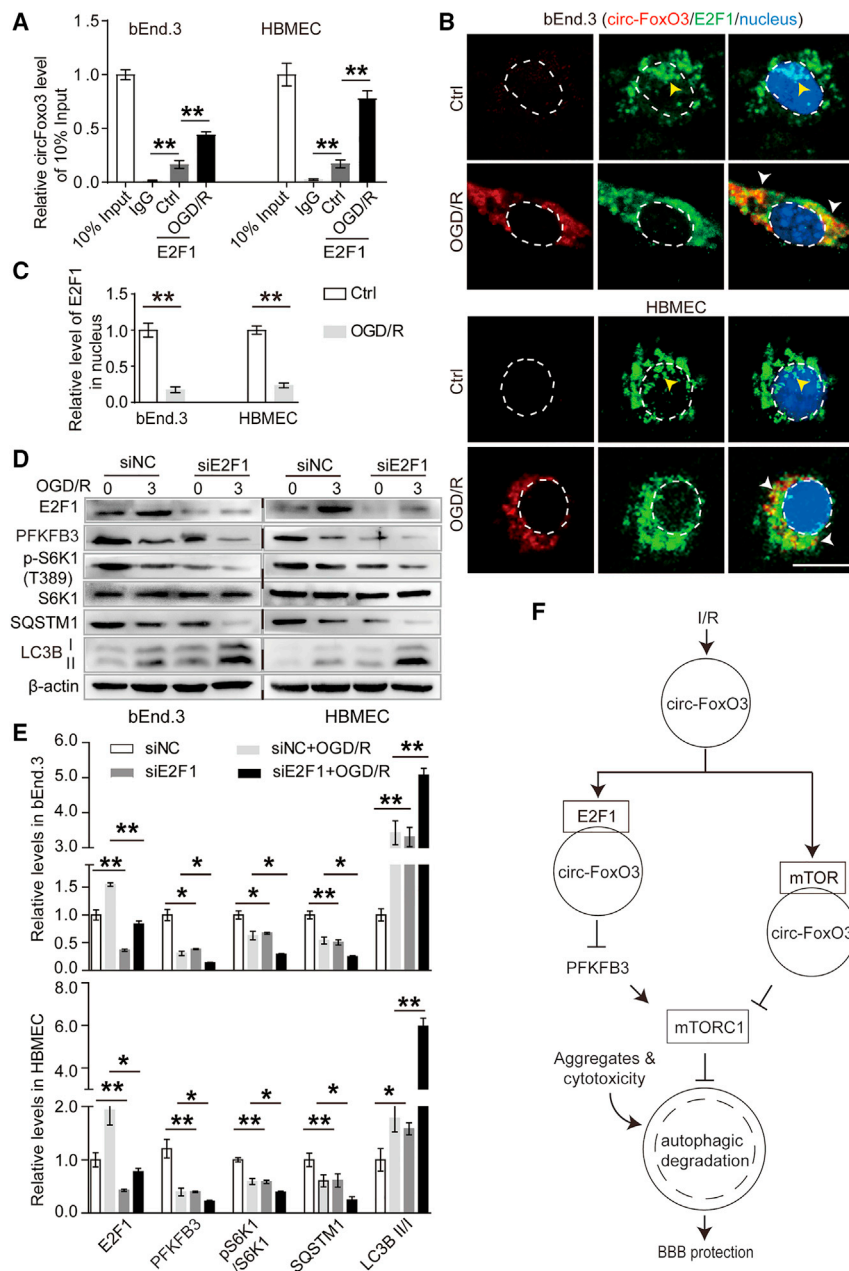 A
bEnd.3
HBMEC
Relative circFoxo3 level
of 10% Input
1.0
0.5
0.0
**
**
**
**
10% Input
IgG
Ctrl
OGD/R
E2F1
10% Input
IgG
Ctrl
OGD/R
E2F1
B
bEnd.3 (circ-FoxO3/E2F1/nucleus)
Ctrl
OGD/R
HBMEC
Ctrl
OGD/R
C
Relative level of E2F1
in nucleus
1.5
1.0
0.5
0.0
**
**
bEnd.3
HBMEC
Ctrl
OGD/R
D
siNC
siE2F1
siNC
siE2F1
OGD/R
0
3
0
3
0
3
0
3
E2F1
PFKFB3
p-S6K1
(T389)
S6K1
SQSTM1
LC3B
I
II
β-actin
bEnd.3
HBMEC
E
siNC
siNC+OGD/R
siE2F1
siE2F1+OGD/R
Relative levels in bEnd.3
6.0
5.0
4.0
3.0
1.5
1.0
0.5
0.0
**
**
*
*
*
*
**
*
**
**
Relative levels in HBMEC
8.0
6.0
4.0
2.0
1.0
0.0
**
*
**
*
**
*
**
*
*
**
E2F1
PFKFB3
pS6K1
/S6K1
SQSTM1
LC3B II/I
F
I/R
circ-FoxO3
E2F1
circ-FoxO3
mTOR
circ-FoxO3
PFKFB3
mTORC1
Aggregates &
cytotoxicity
autophagic
degradation
BBB protection